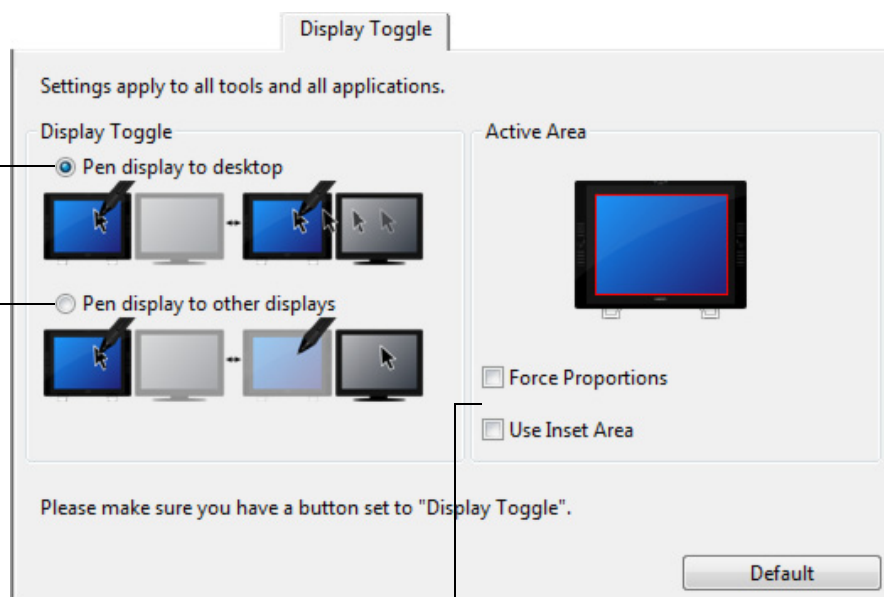 Display Toggle
Settings apply to all tools and all applications.
Display Toggle
Pen display to desktop
Pen display to other displays
Active Area
Force Proportions
Use Inset Area
Please make sure you have a button set to "Display Toggle".
Default